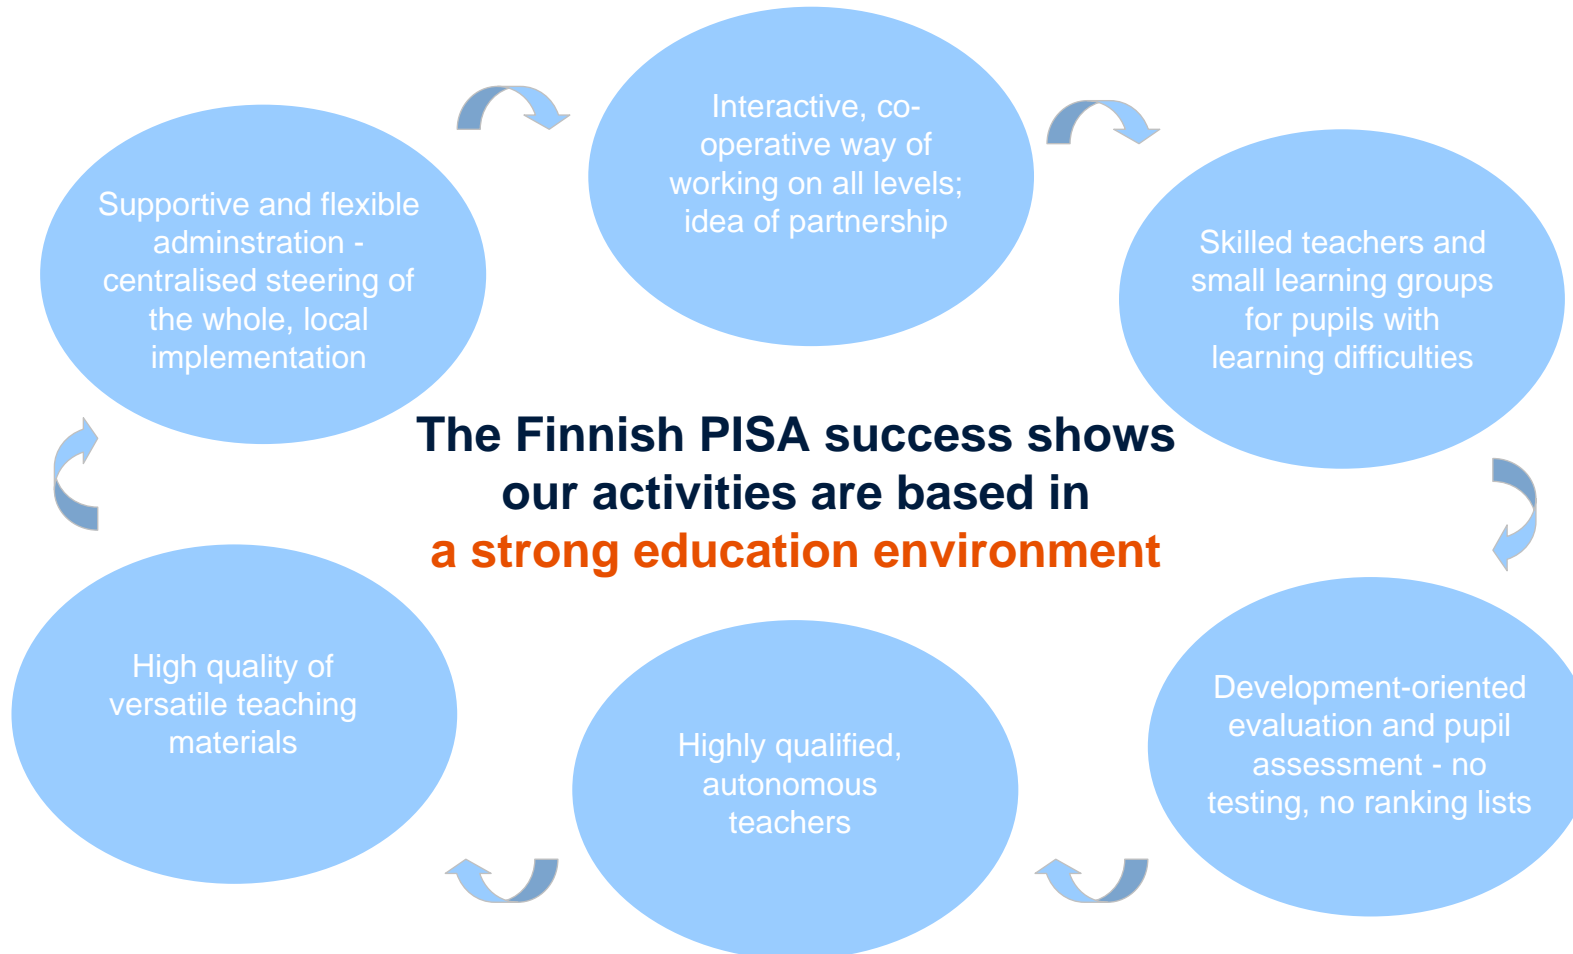 Interactive, co-
operative way of
working on all levels;
idea of partnership
Supportive and flexible
adminstration -
centralised steering of
the whole, local
implementation
Skilled teachers and
small learning groups
for pupils with
learning difficulties
The Finnish PISA success shows
our activities are based in
a strong education environment
High quality of
versatile teaching
materials
Highly qualified,
autonomous
teachers
Development-oriented
evaluation and pupil
assessment - no
testing, no ranking lists